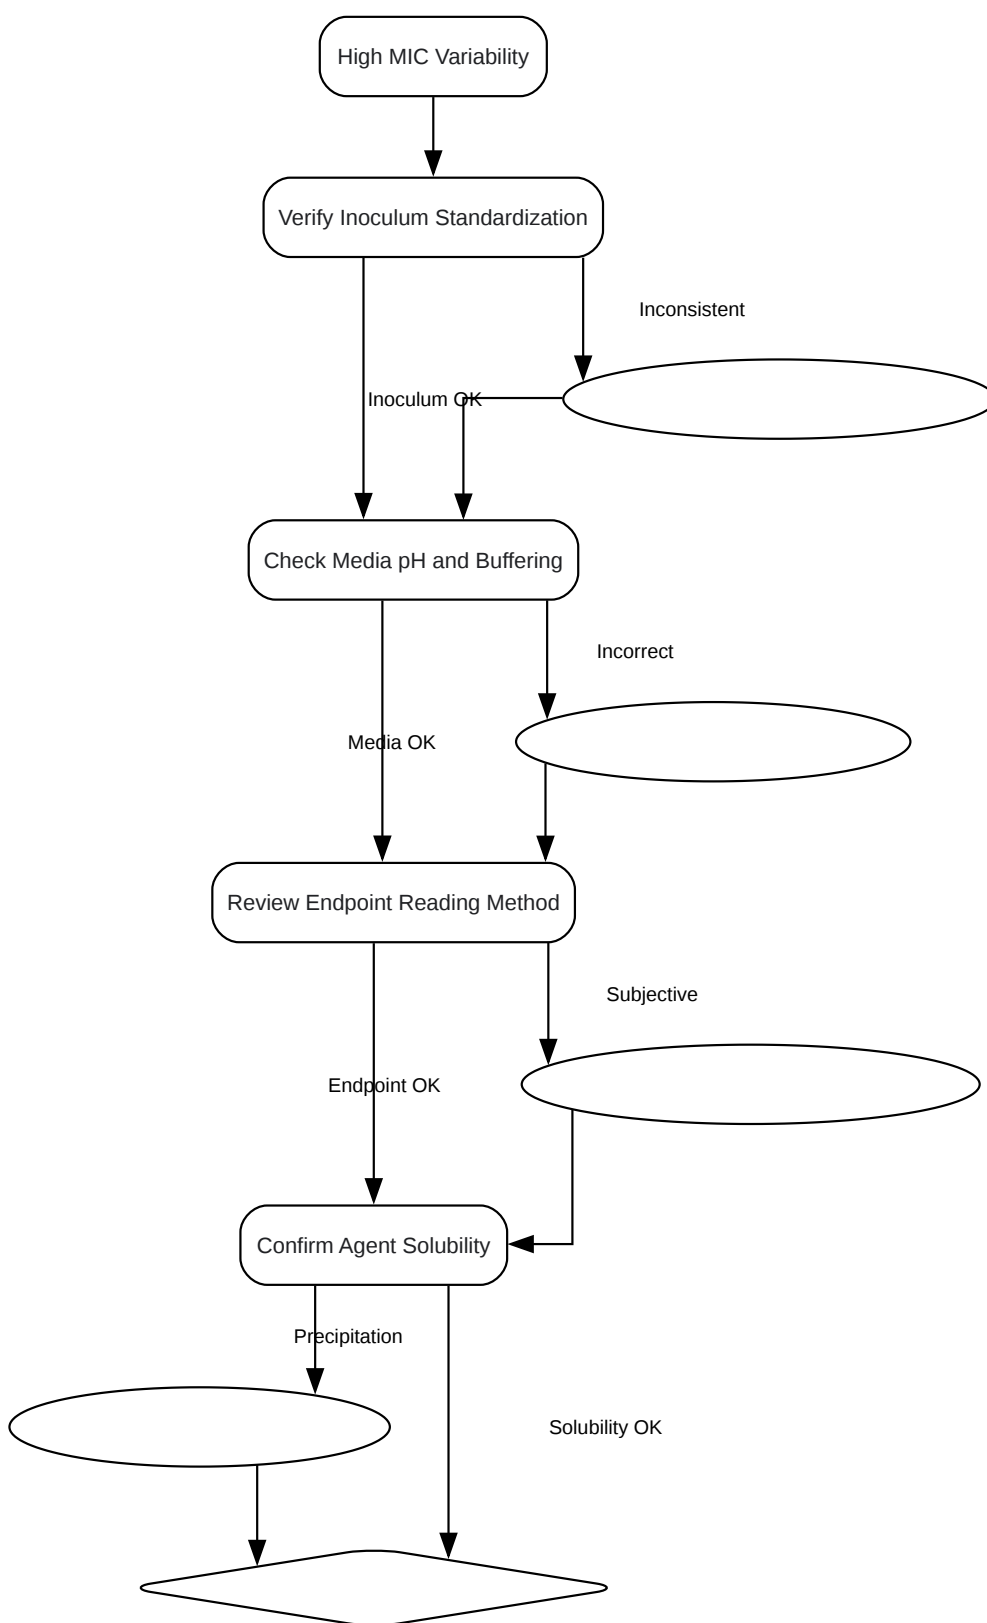 High MIC Variability
Verify Inoculum Standardization
Inconsistent
Inoculum OK
Check Media pH and Buffering
Incorrect
Media OK
Review Endpoint Reading Method
Subjective
Endpoint OK
Confirm Agent Solubility
Precipitation
Solubility OK